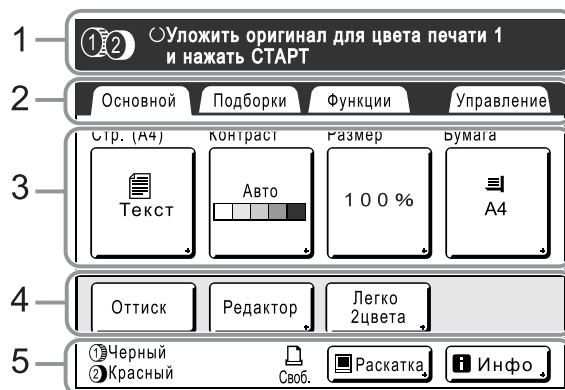 1
①② Уложить оригинал для цвета печати 1
и нажать СТАРТ
2
Основной Подборки Функции Управление
3
Стр. (А4) Контраст Размер Бумага
Текст Авто 100% А4
4
Оттиск Редактор Легко
2цвета
5
①Черный
②Красный Своб. Раскатка Инфо